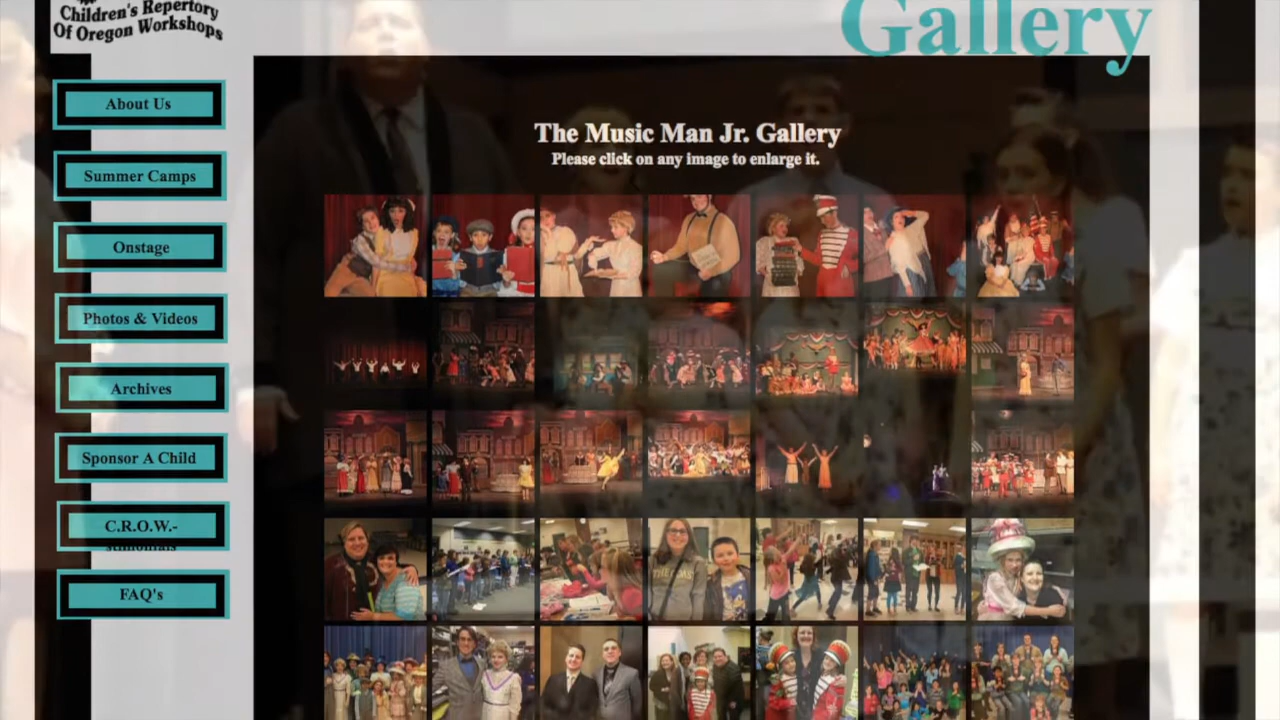 Children's Repertory
Of Oregon Workshops
Gallery
About Us
Summer Camps
Onstage
Photos & Videos
Archives
Sponsor A Child
C.R.O.W.-
stimonials
FAQ's
The Music Man Jr. Gallery
Please click on any image to enlarge it.